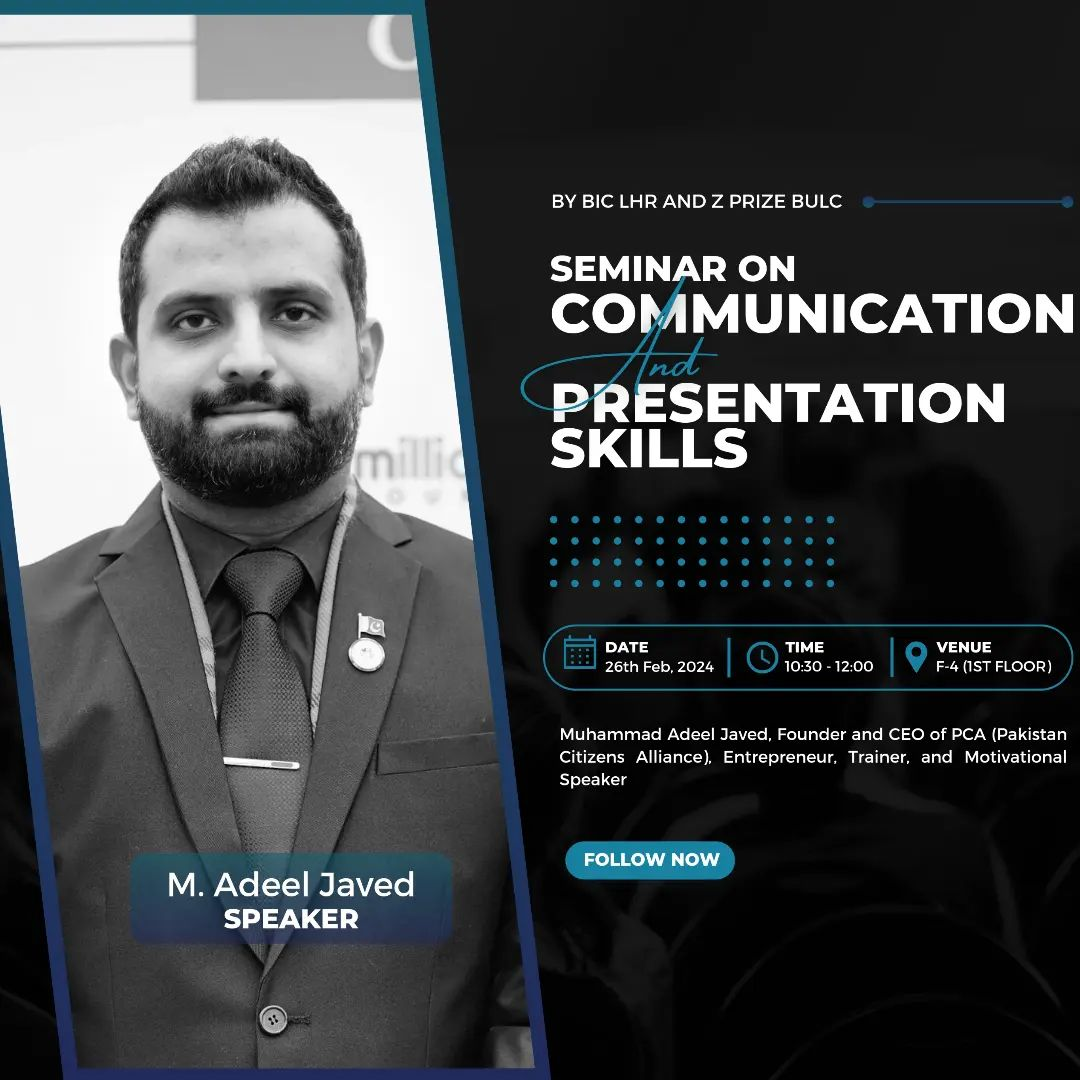 BY BIC LHR AND Z PRIZE BULC
SEMINAR ON
COMMUNICATION
And
PRESENTATION
SKILLS
DATE
26th Feb, 2024
TIME
10:30 - 12:00
VENUE
F-4 (1ST FLOOR)
Muhammad Adeel Javed, Founder and CEO of PCA (Pakistan
Citizens Alliance), Entrepreneur, Trainer, and Motivational
Speaker
FOLLOW NOW
M. Adeel Javed
SPEAKER